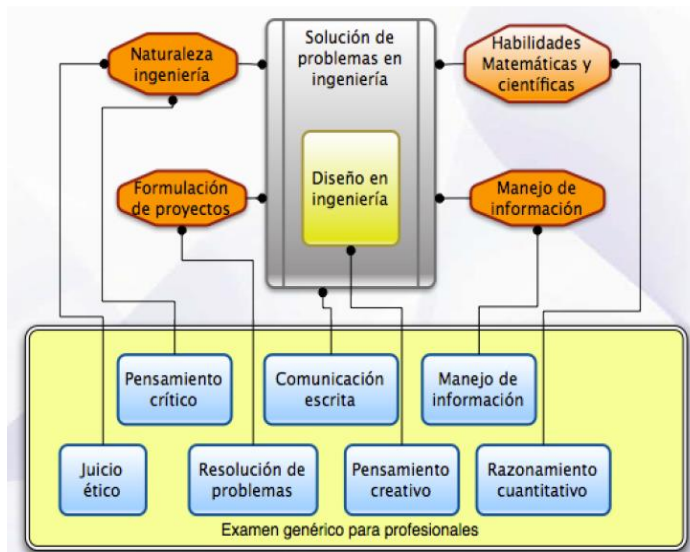 Naturaleza
ingeniería
Solución de
problemas en
ingeniería
Habilidades
Matemáticas y
científicas
Formulación
de proyectos
Diseño en
ingeniería
Manejo de
información
Pensamiento
crítico
Comunicación
escrita
Manejo de
información
Juicio
ético
Resolución de
problemas
Pensamiento
creativo
Razonamiento
cuantitativo
Examen genérico para profesionales